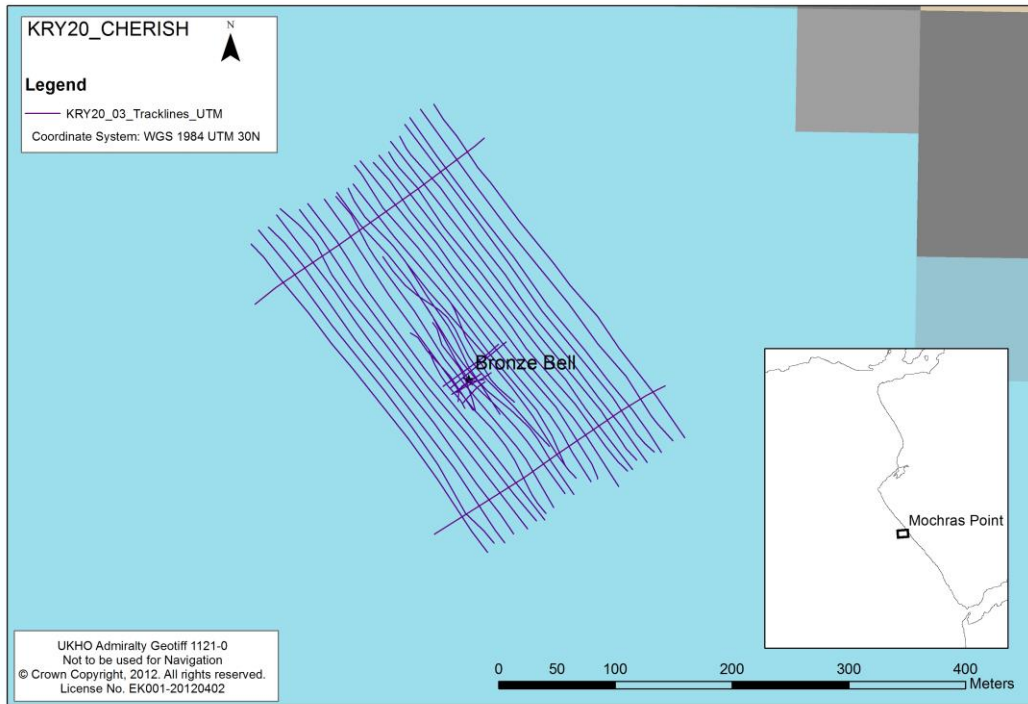 KRY20_CHERISH
N
Legend
KRY20_03_Tracklines_UTM
Coordinate System: WGS 1984 UTM 30N
Bronze Bell
Mochras Point
UKHO Admiralty Geotiff 1121-0
Not to be used for Navigation
© Crown Copyright, 2012. All rights reserved.
License No. EK001-20120402
0 50 100 200 300 400
Meters